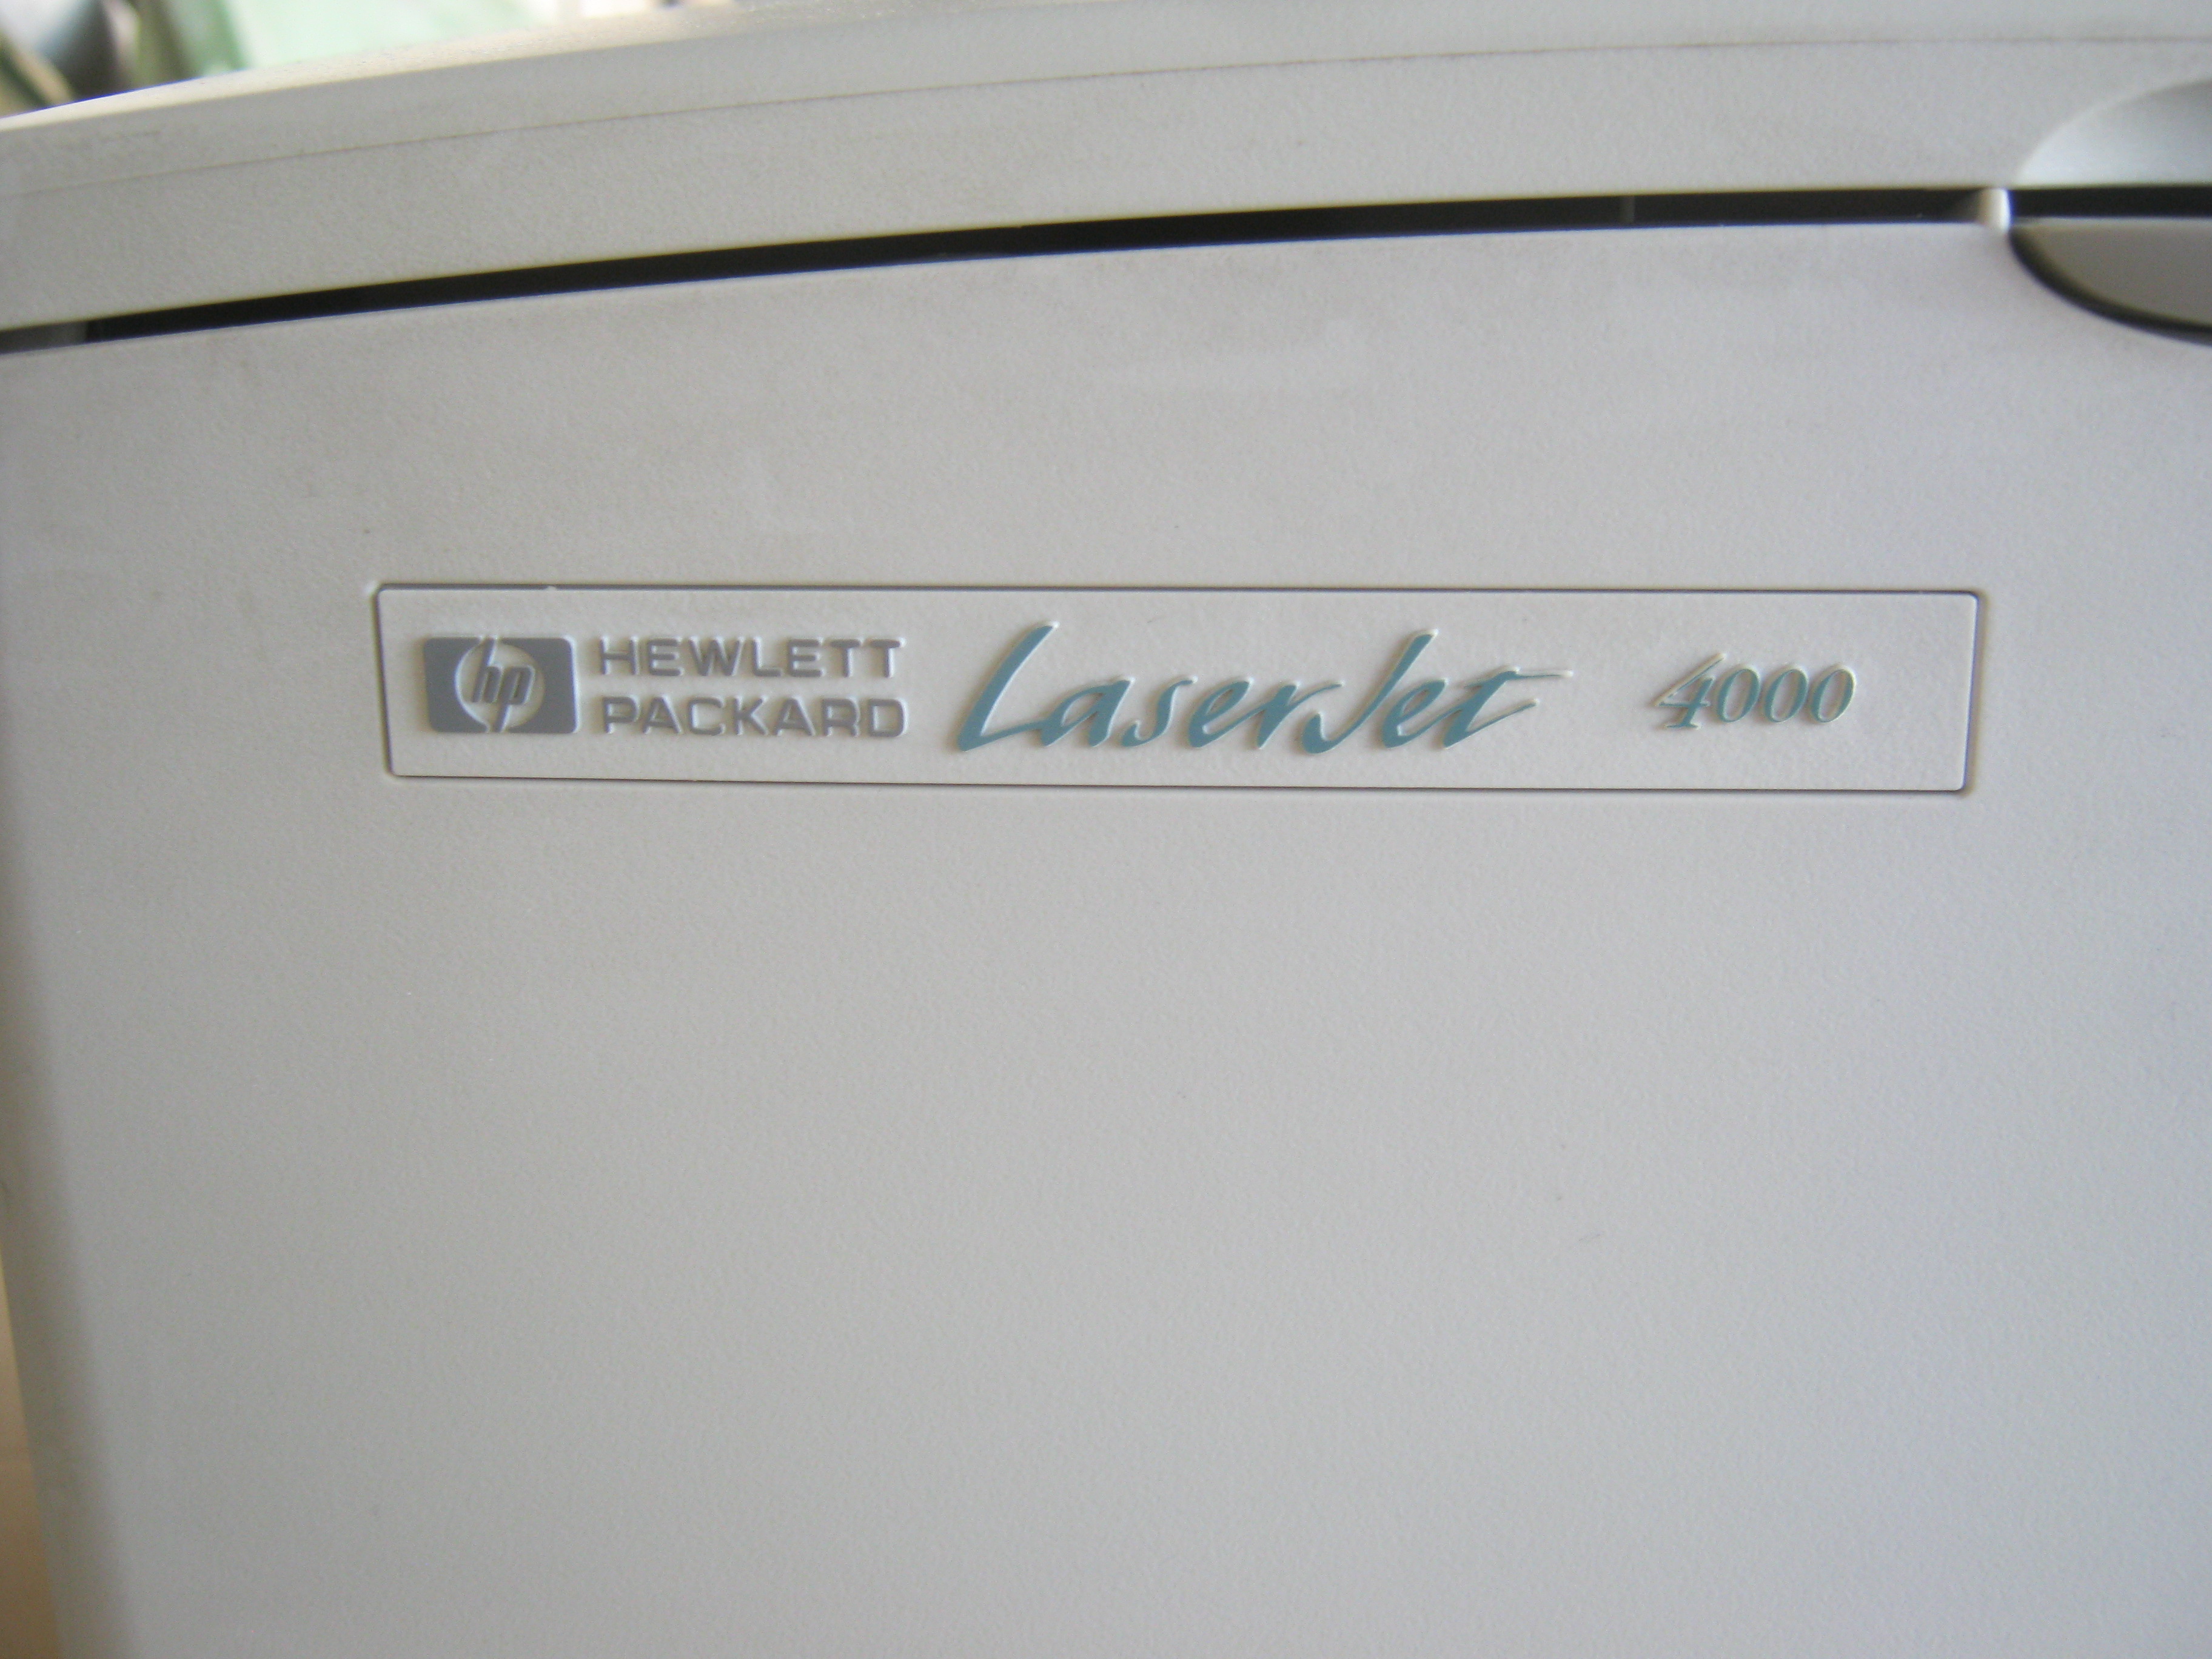 hp HEWLETT PACKARD LaserJet 4000